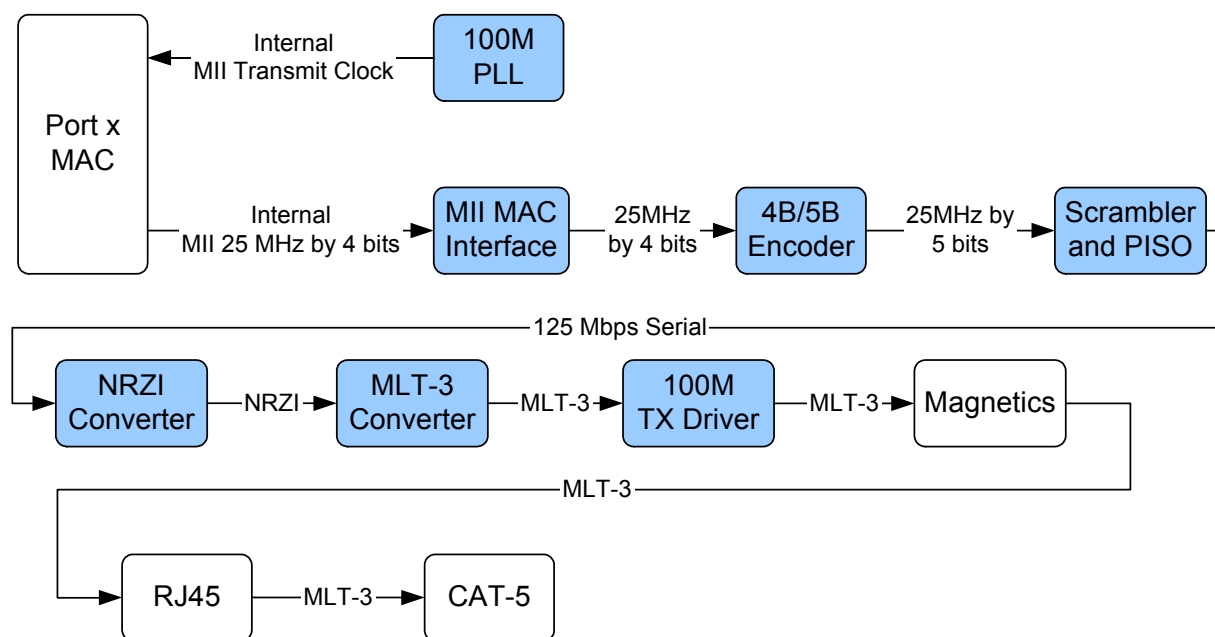 Internal
MII Transmit Clock
100M
PLL
Port x
MAC
Internal
MII 25 MHz by 4 bits
MII MAC
Interface
25MHz
by 4 bits
4B/5B
Encoder
25MHz by
5 bits
Scrambler
and PISO
125 Mbps Serial
NRZI
Converter
NRZI
MLT-3
Converter
MLT-3
100M
TX Driver
MLT-3
Magnetics
MLT-3
RJ45
MLT-3
CAT-5